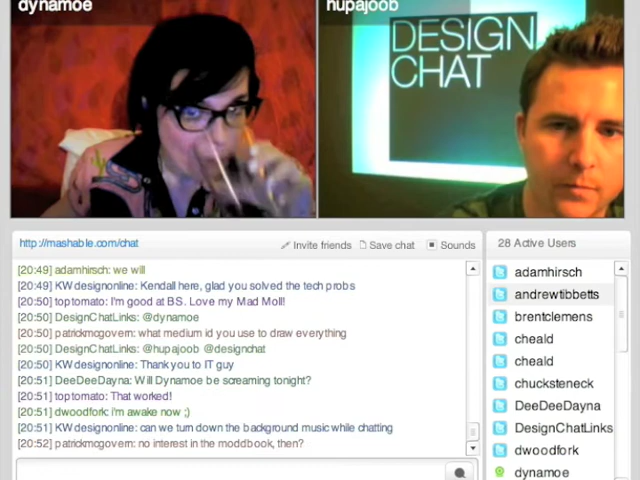 dynamoe
hupajoob
DESIGN
CHAT
http://mashable.com/chat
Invite friends
Save chat
Sounds
28 Active Users
[20:49] adamhirsch: we will
[20:49] KWdesignonline: Kendall here, glad you solved the tech probs
[20:50] toptomato: I'm good at BS. Love my Mad Moll!
[20:50] DesignChatLinks: @dynamoe
[20:50] patrickmcgovern: what medium id you use to draw everything
[20:50] DesignChatLinks: @hupajoob @designchat
[20:50] KWdesignonline: Thank you to IT guy
[20:51] DeeDeeDayna: Will Dynamoe be screaming tonight?
[20:51] toptomato: That worked!
[20:51] dwoodfork: i'm awake now ;)
[20:51] KWdesignonline: can we turn down the background music while chatting
[20:52] patrickmcgovern: no interest in the moddbook, then?
adamhirsch
andrewtibbetts
brentclemens
cheald
cheald
chucksteneck
DeeDeeDayna
DesignChatLinks
dwoodfork
dynamoe